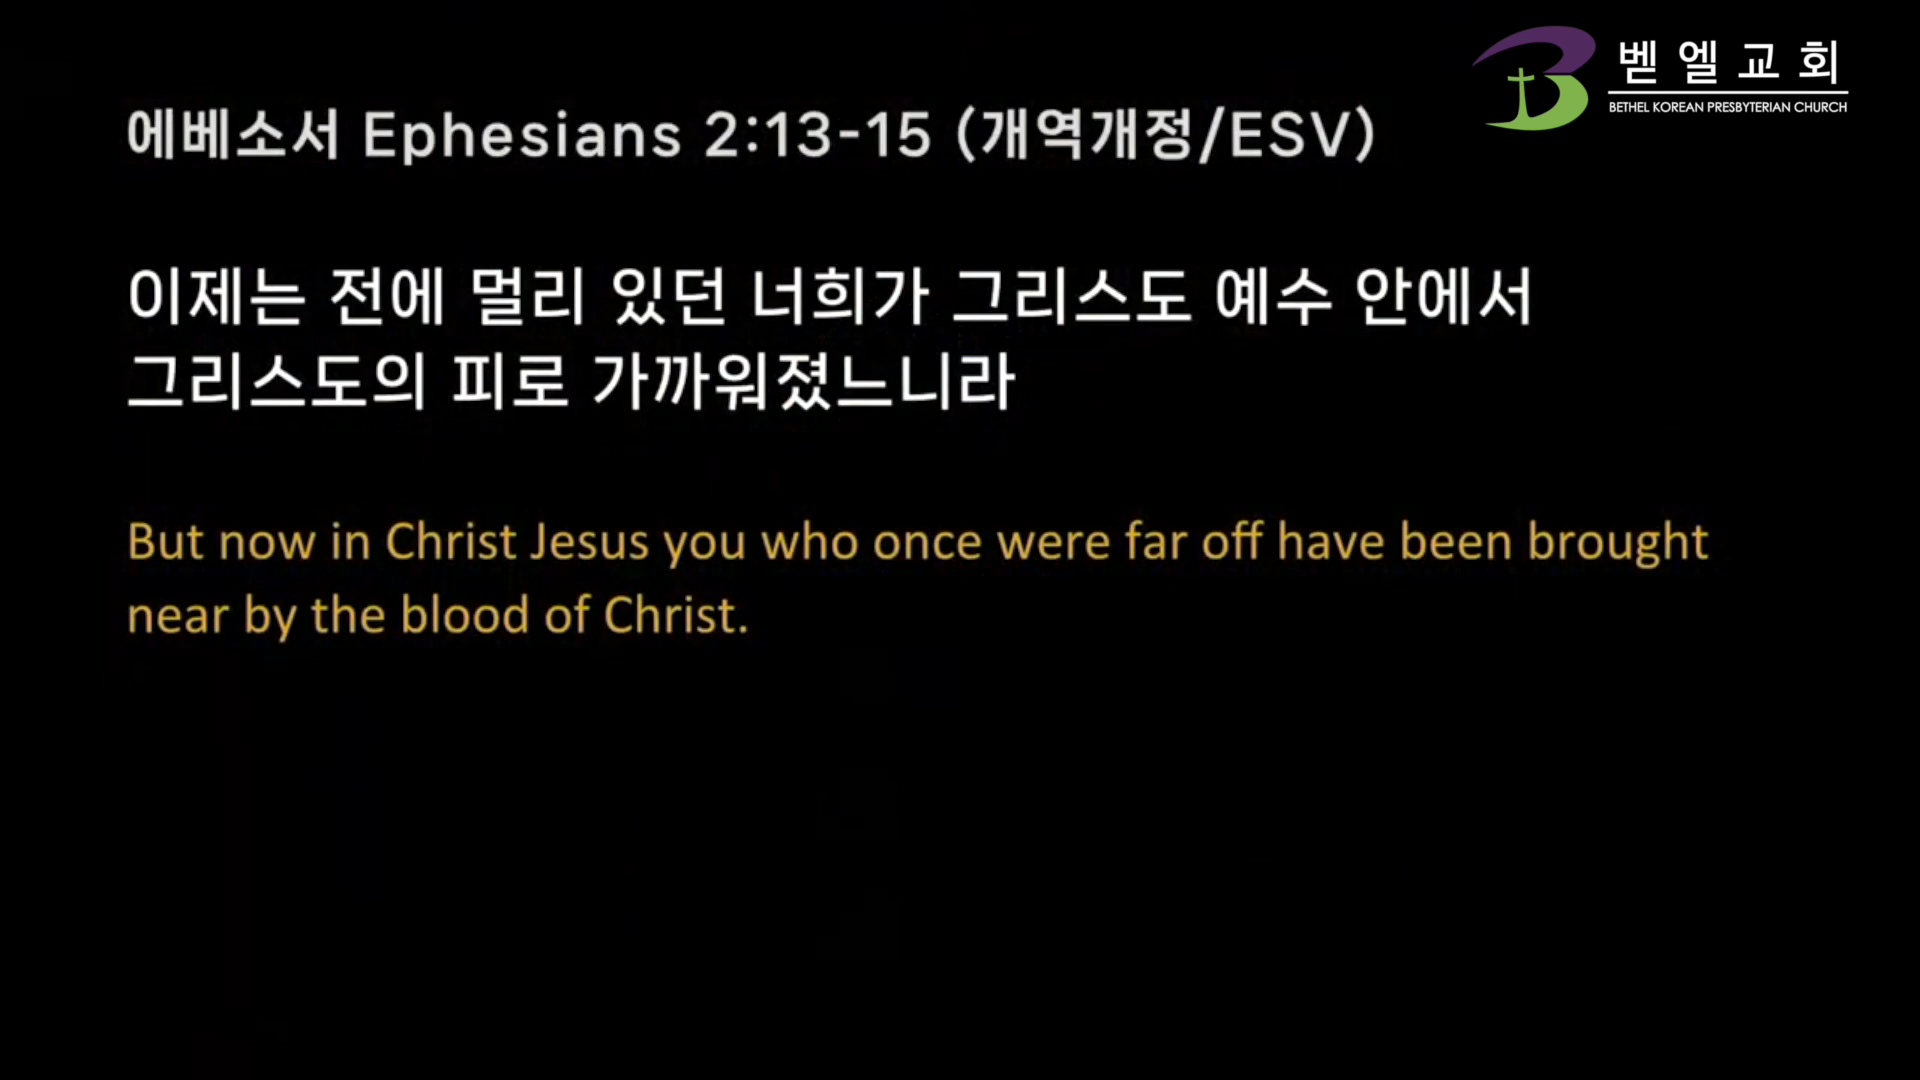 벧엘교회
BETHEL KOREAN PRESBYTERIAN CHURCH
에베소서 Ephesians 2:13-15 (개역개정/ESV)
이제는 전에 멀리 있던 너희가 그리스도 예수 안에서
그리스도의 피로 가까워졌느니라
But now in Christ Jesus you who once were far off have been brought
near by the blood of Christ.